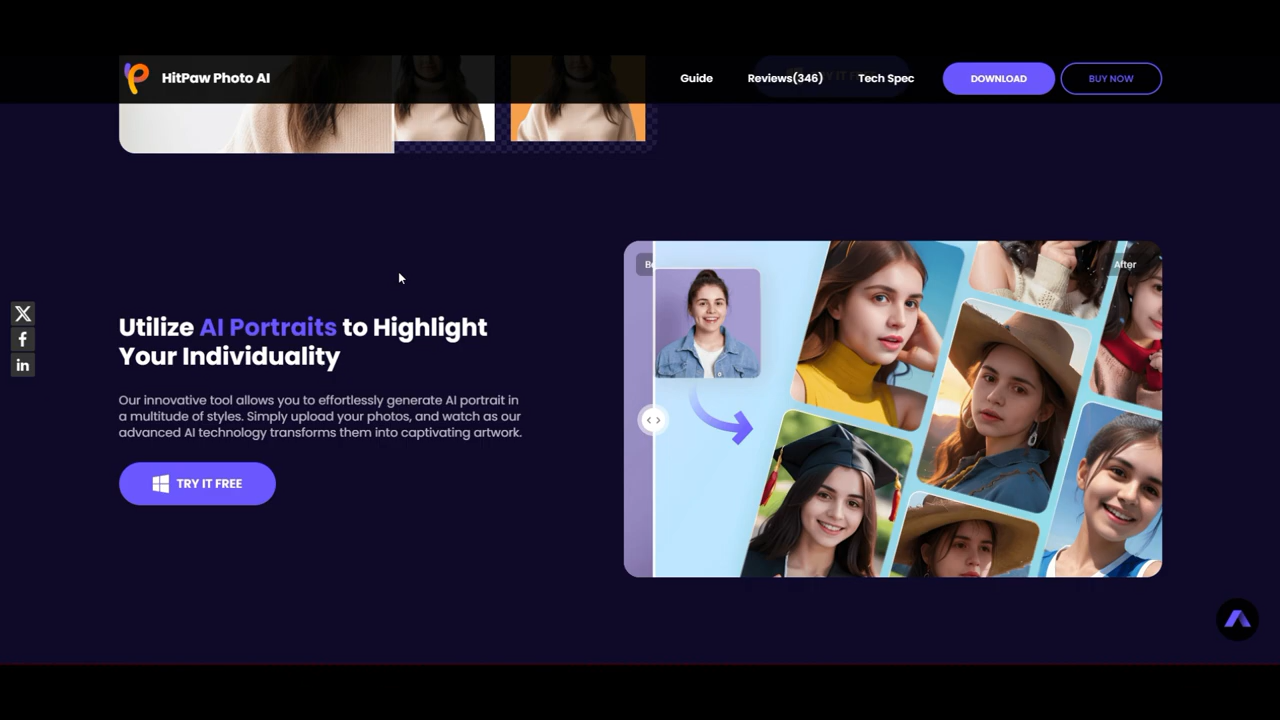 HitPaw Photo AI
Guide
Reviews(346)
Tech Spec
DOWNLOAD
BUY NOW
After
Utilize AI Portraits to Highlight
Your Individuality
Our innovative tool allows you to effortlessly generate AI portrait in
a multitude of styles. Simply upload your photos, and watch as our
advanced AI technology transforms them into captivating artwork.
TRY IT FREE